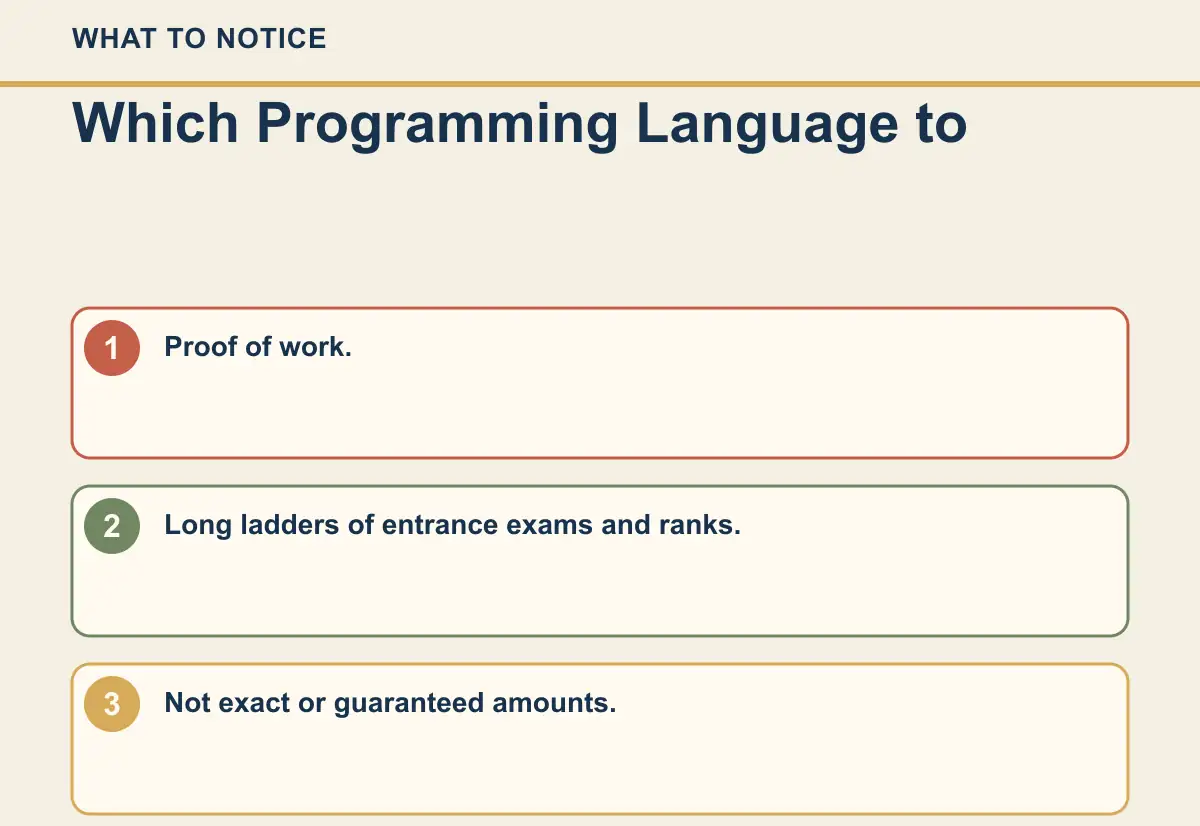 WHAT TO NOTICE
Which Programming Language to
1 Proof of work.
2 Long ladders of entrance exams and ranks.
3 Not exact or guaranteed amounts.